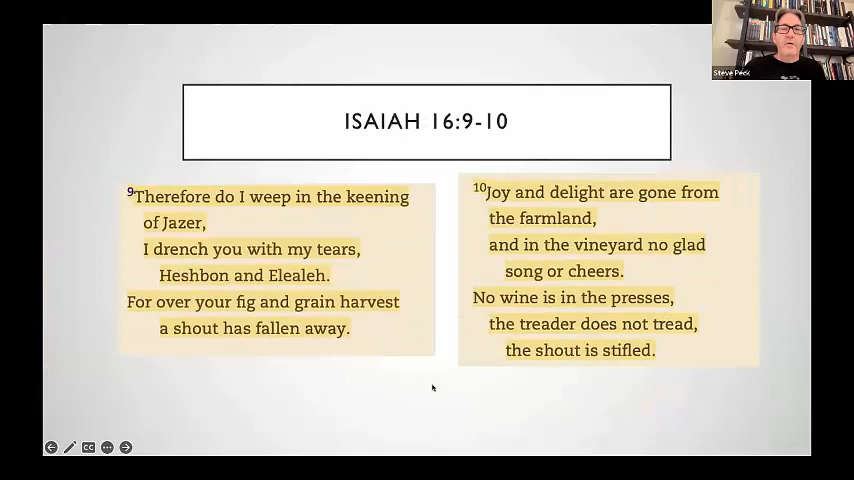 Steve Peck
ISAIAH 16:9-10
9Therefore do I weep in the keening
of Jazer,
I drench you with my tears,
Heshbon and Elealeh.
For over your fig and grain harvest
a shout has fallen away.
10Joy and delight are gone from
the farmland,
and in the vineyard no glad
song or cheers.
No wine is in the presses,
the treader does not tread,
the shout is stifled.
CC